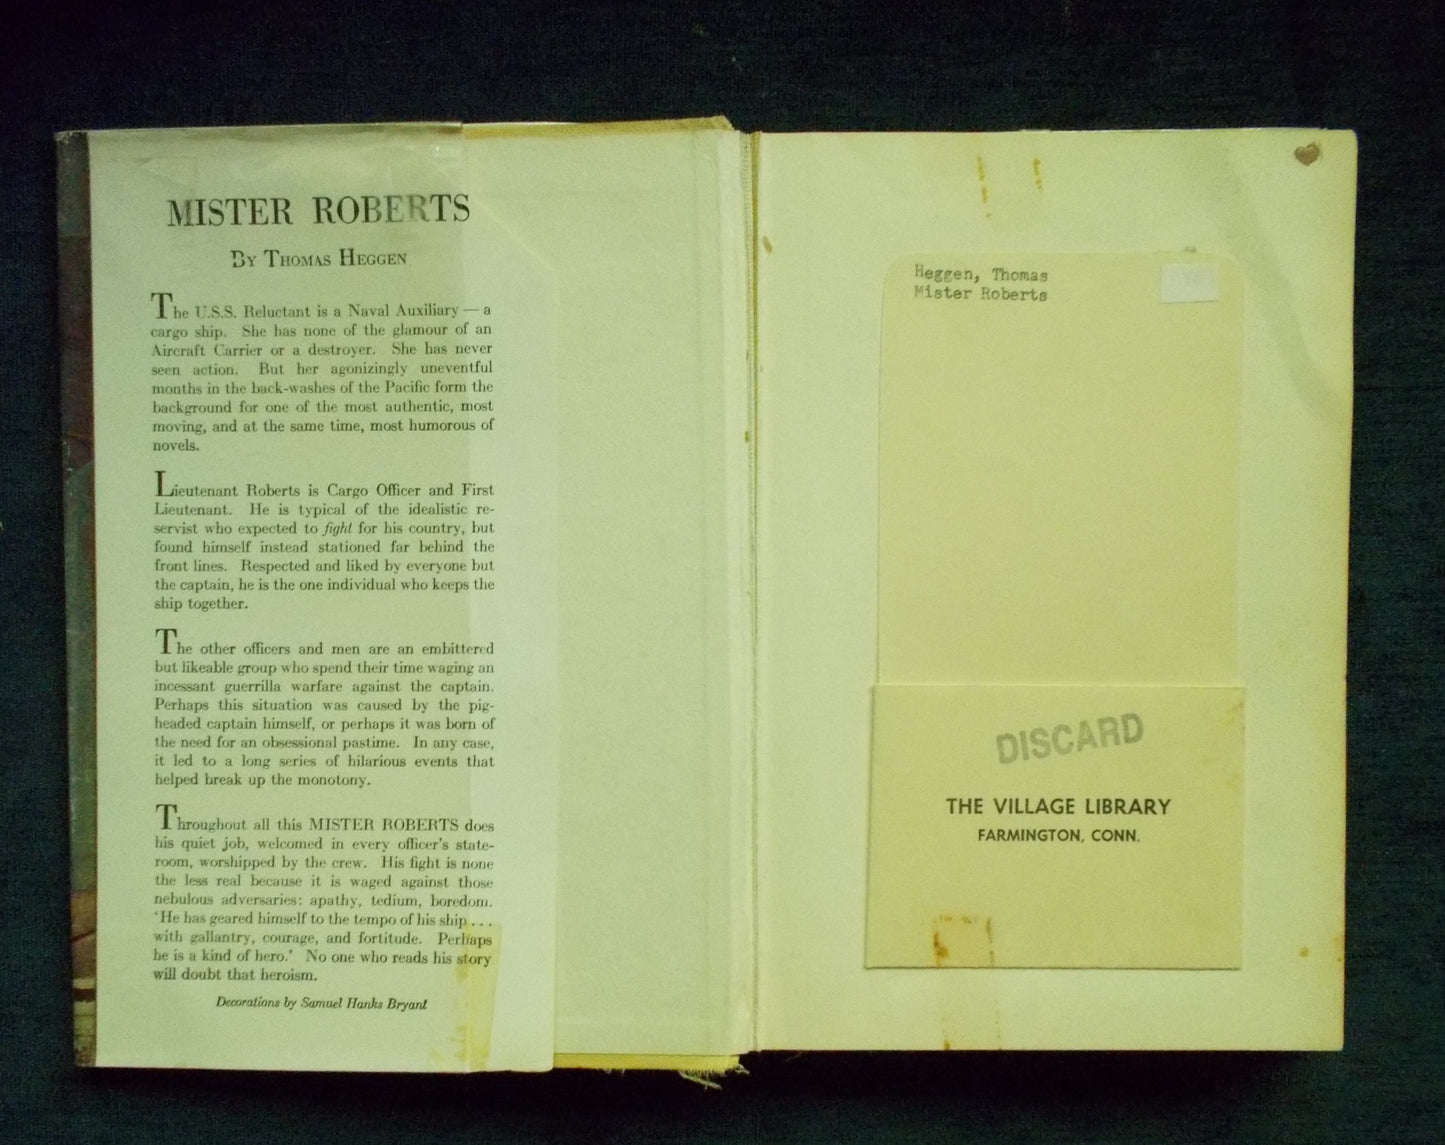 MISTER ROBERTS
By Thomas Heggen
The U.S.S. Reluctant is a Naval Auxiliary — a
cargo ship. She has none of the glamour of an
Aircraft Carrier or a destroyer. She has never
seen action. But her agonizingly uneventful
months in the back-washes of the Pacific form the
background for one of the most authentic, most
moving, and at the same time, most humorous of
novels.
Lieutenant Roberts is Cargo Officer and First
Lieutenant. He is typical of the idealistic re-
servist who expected to fight for his country, but
found himself instead stationed far behind the
front lines. Respected and liked by everyone but
the captain, he is the one individual who keeps the
ship together.
The other officers and men are an embittered
but likeable group who spend their time waging an
incessant guerrilla warfare against the captain.
Perhaps this situation was caused by the pig-
headed captain himself, or perhaps it was born of
the need for an obsessional pastime. In any case,
it led to a long series of hilarious events that
helped break up the monotony.
Throughout all this MISTER ROBERTS does
his quiet job, welcomed in every officer's state-
room, worshipped by the crew. His fight is none
the less real because it is waged against those
nebulous adversaries: apathy, tedium, boredom.
'He has geared himself to the tempo of his ship . . .
with gallantry, courage, and fortitude. Perhaps
he is a kind of hero.' No one who reads his story
will doubt that heroism.
Decorations by Samuel Hanks Bryant
Heggen, Thomas
Mister Roberts
DISCARD
THE VILLAGE LIBRARY
FARMINGTON, CONN.